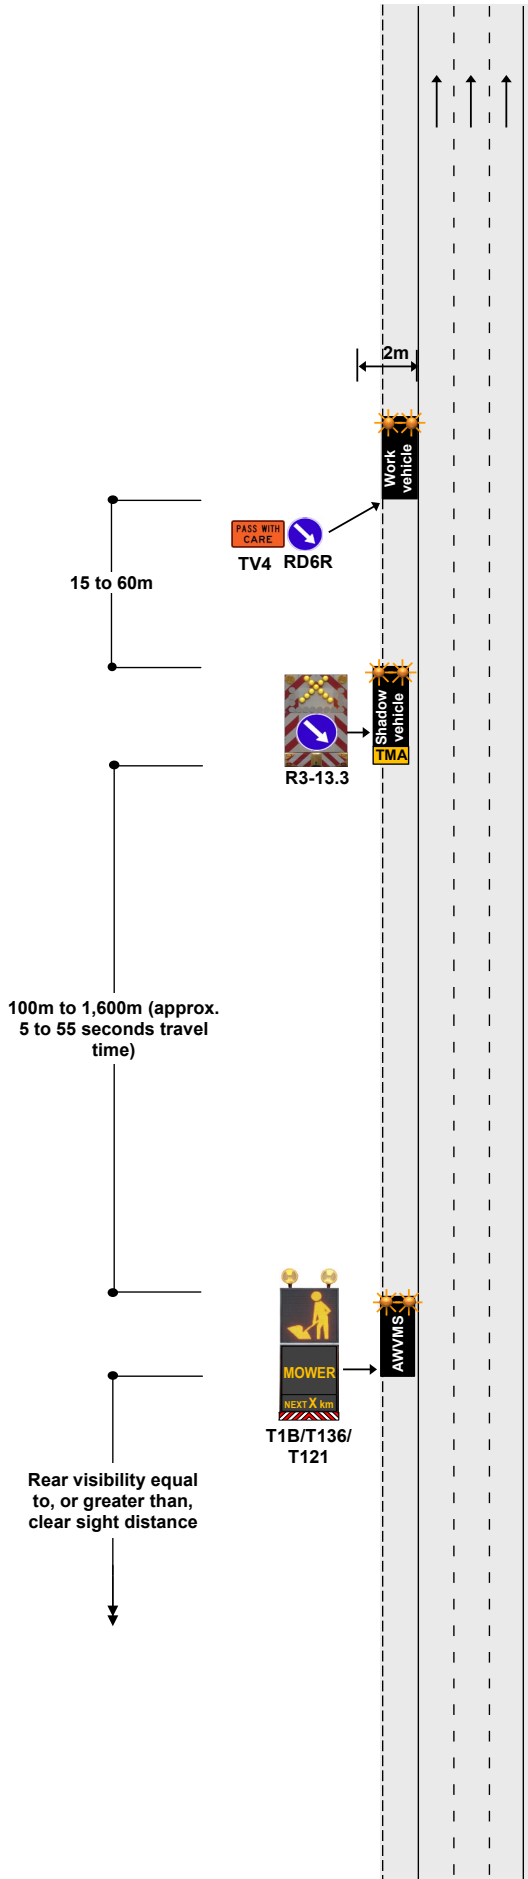 2m
Work
vehicle
PASS WITH
CARE
TV4 RD6R
15 to 60m
Shadow
vehicle
TMA
R3-13.3
100m to 1,600m (approx.
5 to 55 seconds travel
time)
AWVMS
MOWER
NEXT X km
T1B/T136/
T121
Rear visibility equal
to, or greater than,
clear sight distance